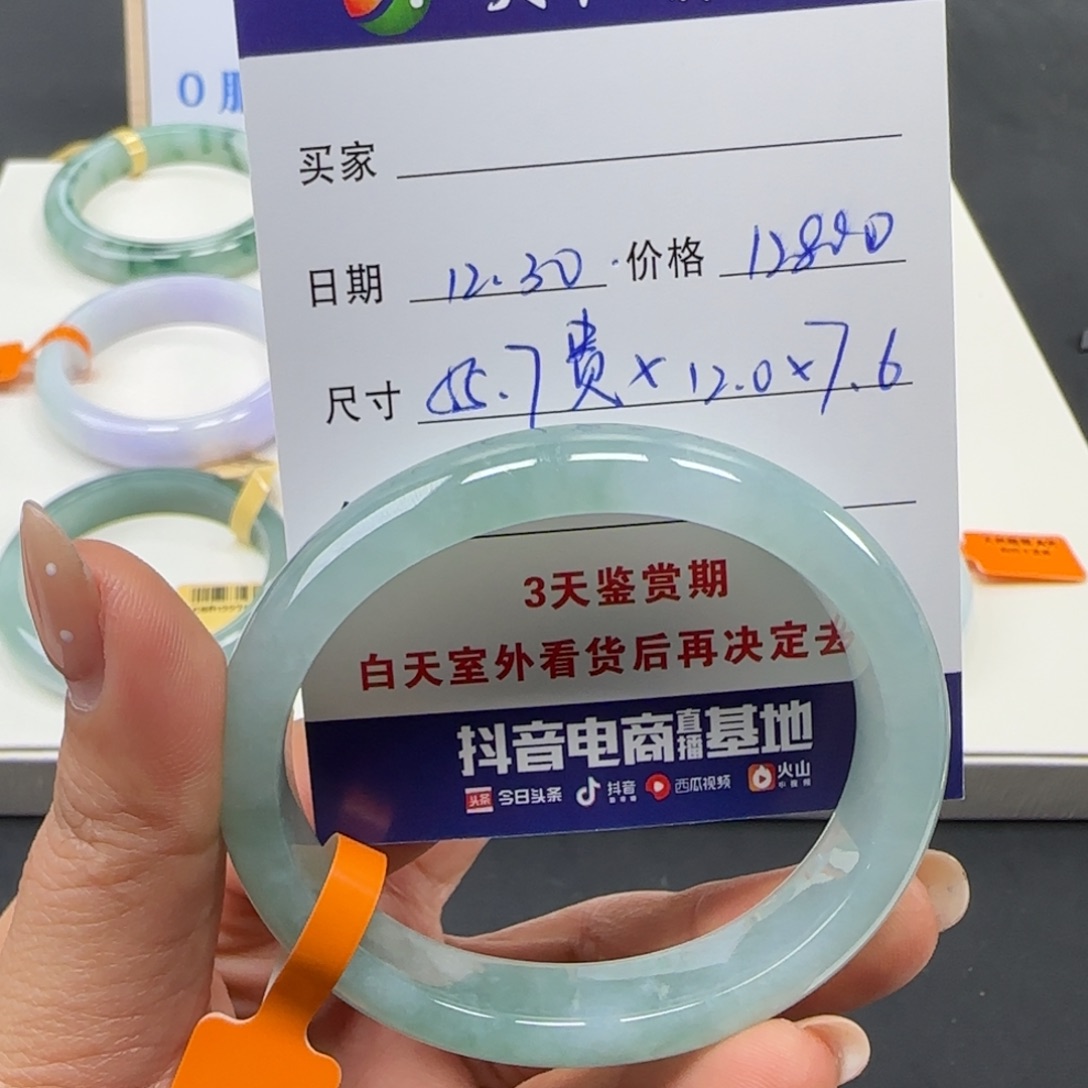 买家
日期 12.30 价格 12800
尺寸 55.7贵×12.0×7.6
3天鉴赏期
白天室外看货后再决定去
抖音电商直播基地
头条 今日头条 抖音 西瓜视频 火山